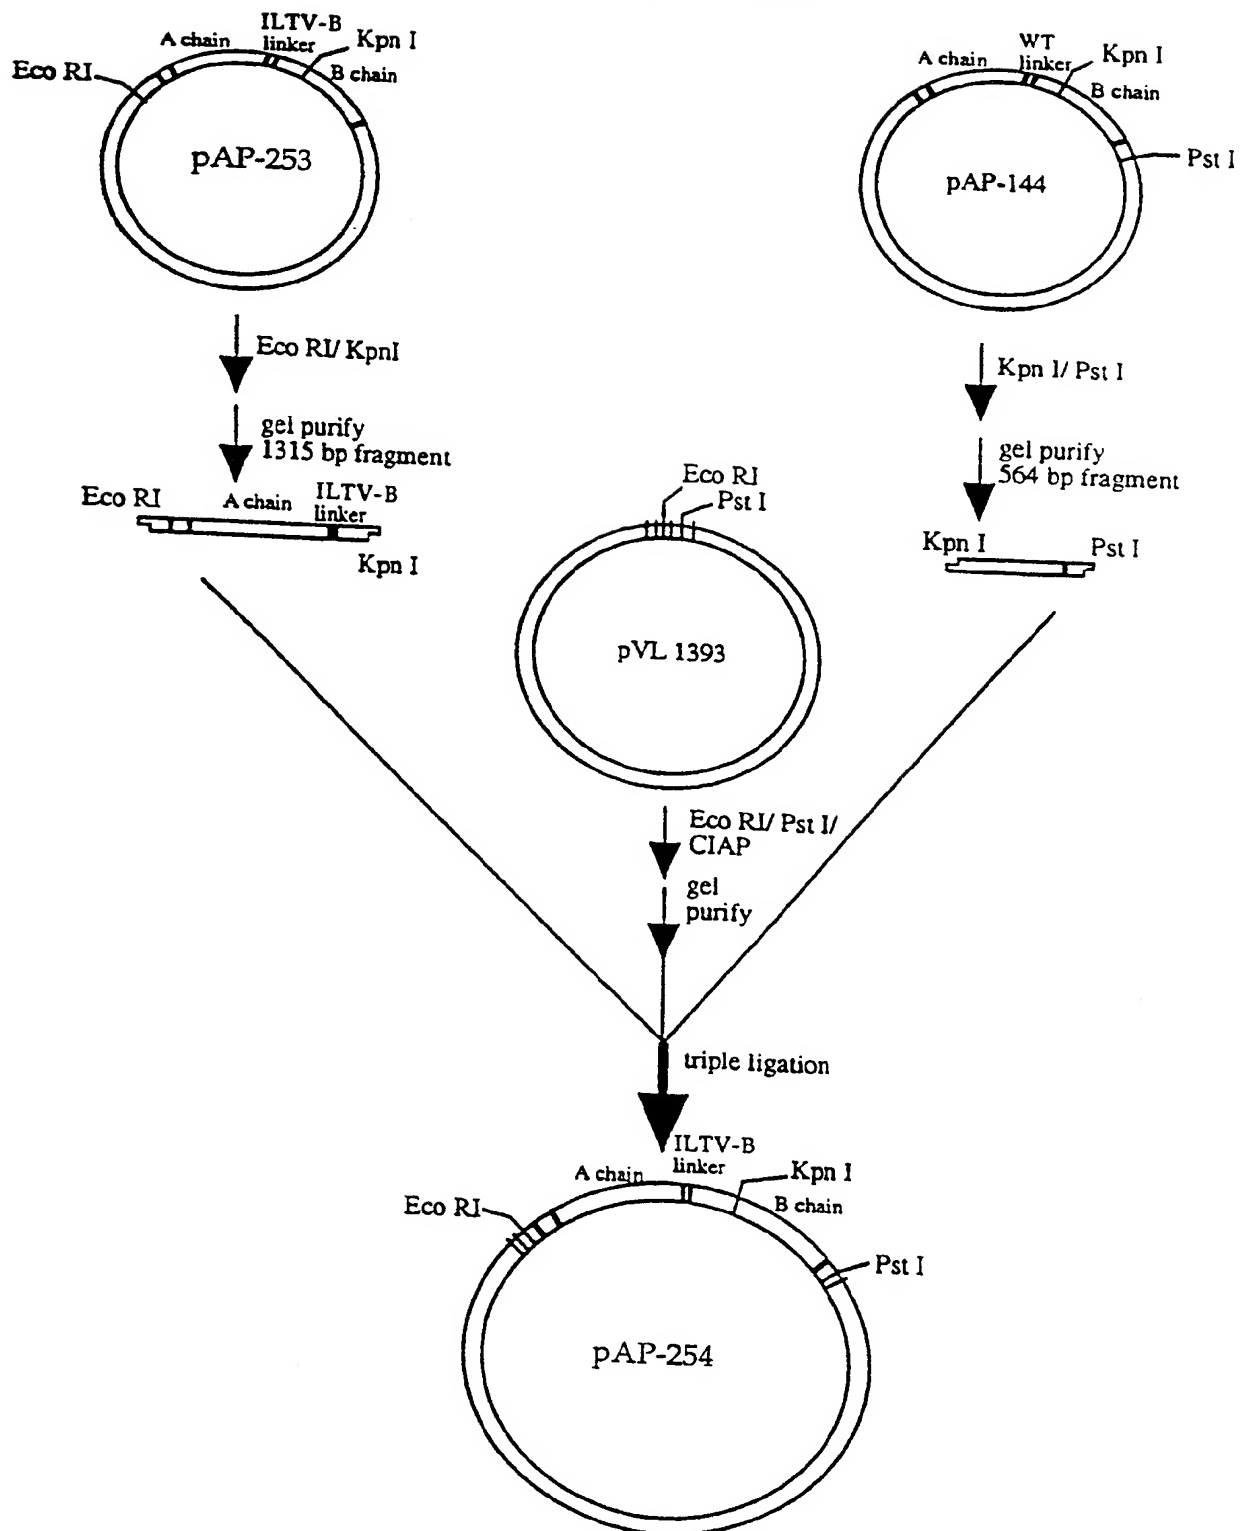 A chain
ILTV-B
linker
Kpn I
Eco RI
B chain
pAP-253
A chain
WT
linker
Kpn I
B chain
Pst I
pAP-144
Eco RI/ KpnI
gel purify
1315 bp fragment
Eco RI
A chain
ILTV-B
linker
Kpn I
Kpn I/ Pst I
gel purify
564 bp fragment
Kpn I
Pst I
Eco RI
Pst I
pVL 1393
Eco RI/ Pst I/
CIAP
gel
purify
triple ligation
ILTV-B
linker
A chain
Kpn I
Eco RI
B chain
Pst I
pAP-254